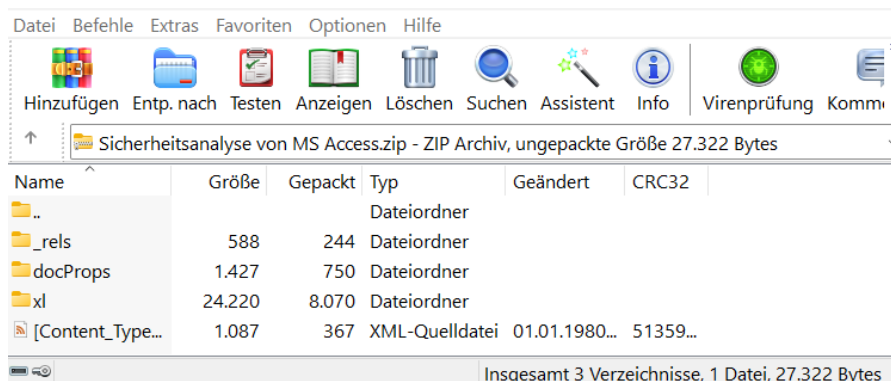 Datei Befehle Extras Favoriten Optionen Hilfe
Hinzufügen Entp. nach Testen Anzeigen Löschen Suchen Assistent Info Virenprüfung Komm
Sicherheitsanalyse von MS Access.zip - ZIP Archiv, ungepackte Größe 27.322 Bytes
Name Größe Gepackt Typ Geändert CRC32
.. Dateiordner
_rels 588 244 Dateiordner
docProps 1.427 750 Dateiordner
xl 24.220 8.070 Dateiordner
[Content_Type... 1.087 367 XML-Quelldatei 01.01.1980... 51359...
Insgesamt 3 Verzeichnisse, 1 Datei, 27.322 Bytes